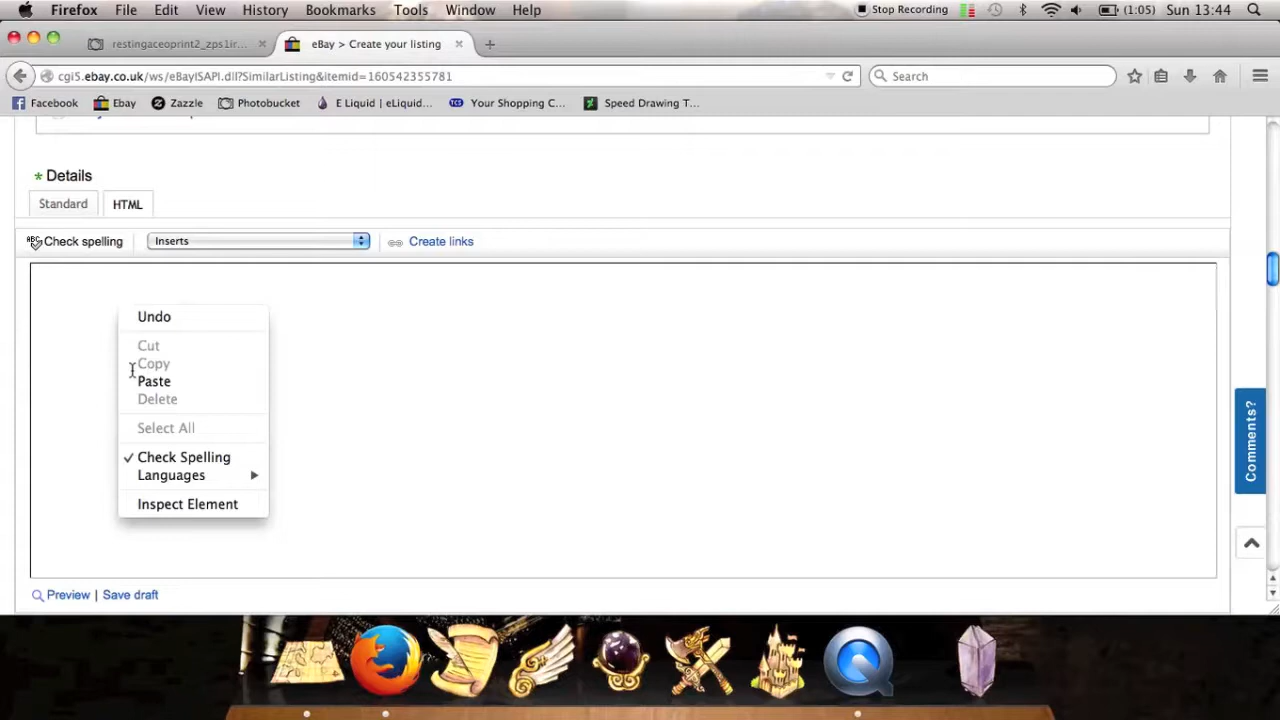 Firefox File Edit View History Bookmarks Tools Window Help Stop Recording (1:05) Sun 13:44
restingaceoprint2_zps1ir... × eBay > Create your listing × +
cgi5.ebay.co.uk/ws/eBayISAPI.dll?SimilarListing&itemid=160542355781 Search
Facebook Ebay Zazzle Photobucket E Liquid | eLiquid... Your Shopping C... Speed Drawing T...
* Details
Standard HTML
ABC Check spelling Inserts Create links
Undo
Cut
Copy
Paste
Delete
Select All
✓ Check Spelling
Languages
Inspect Element
Comments?
Preview | Save draft